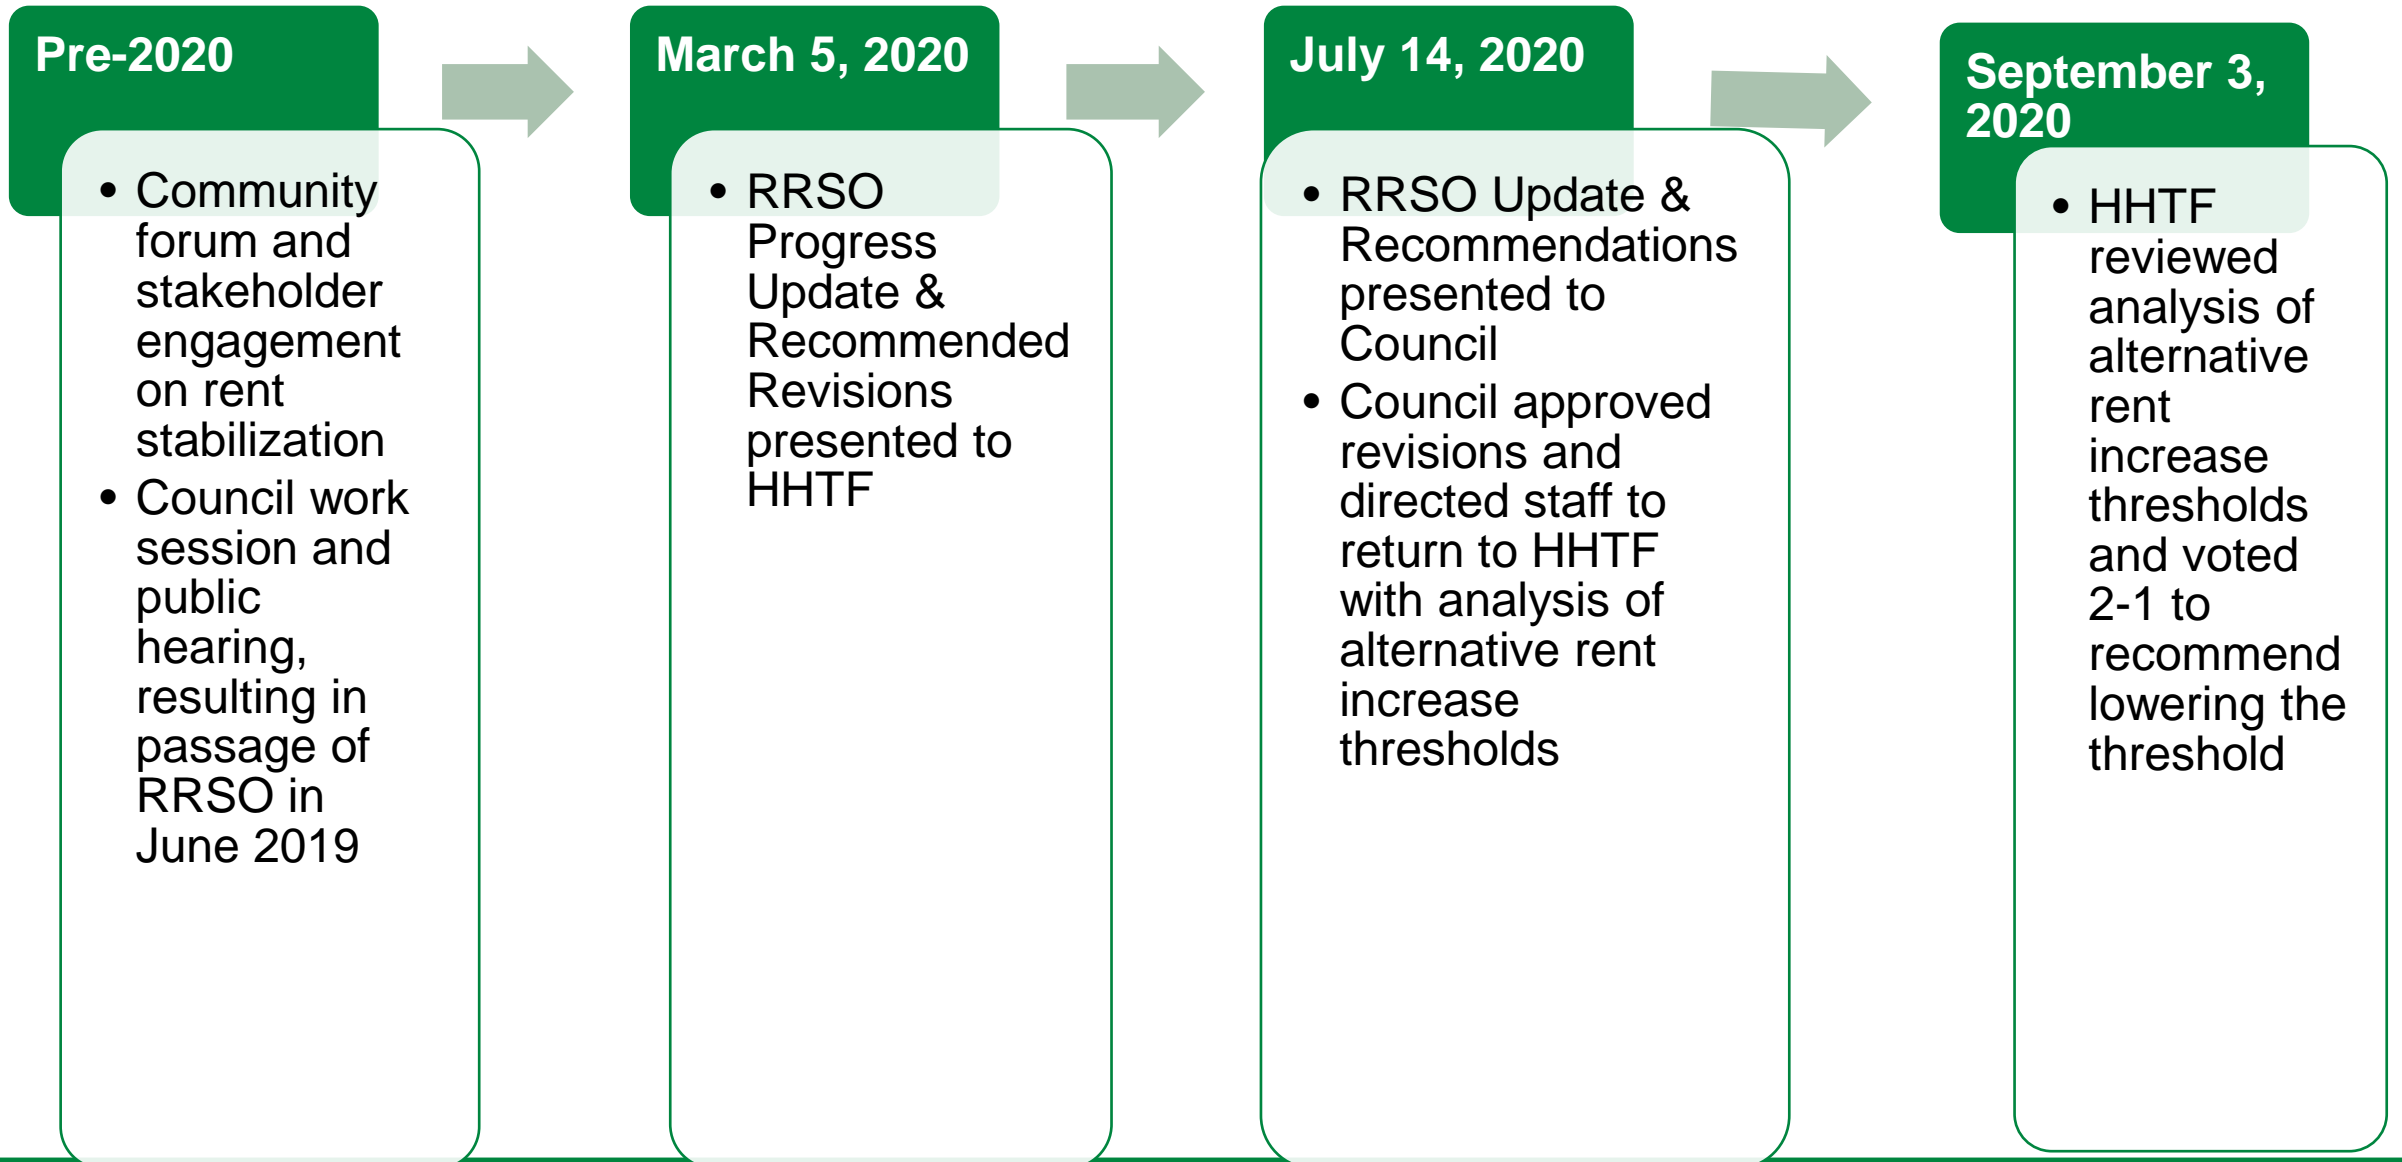 Pre-2020
• Community
forum and
stakeholder
engagement
on rent
stabilization
• Council work
session and
public
hearing,
resulting in
passage of
RRSO in
June 2019
March 5, 2020
• RRSO
Progress
Update &
Recommended
Revisions
presented to
HHTF
July 14, 2020
• RRSO Update &
Recommendations
presented to
Council
• Council approved
revisions and
directed staff to
return to HHTF
with analysis of
alternative rent
increase
thresholds
September 3,
2020
• HHTF
reviewed
analysis of
alternative
rent
increase
thresholds
and voted
2-1 to
recommend
lowering the
threshold